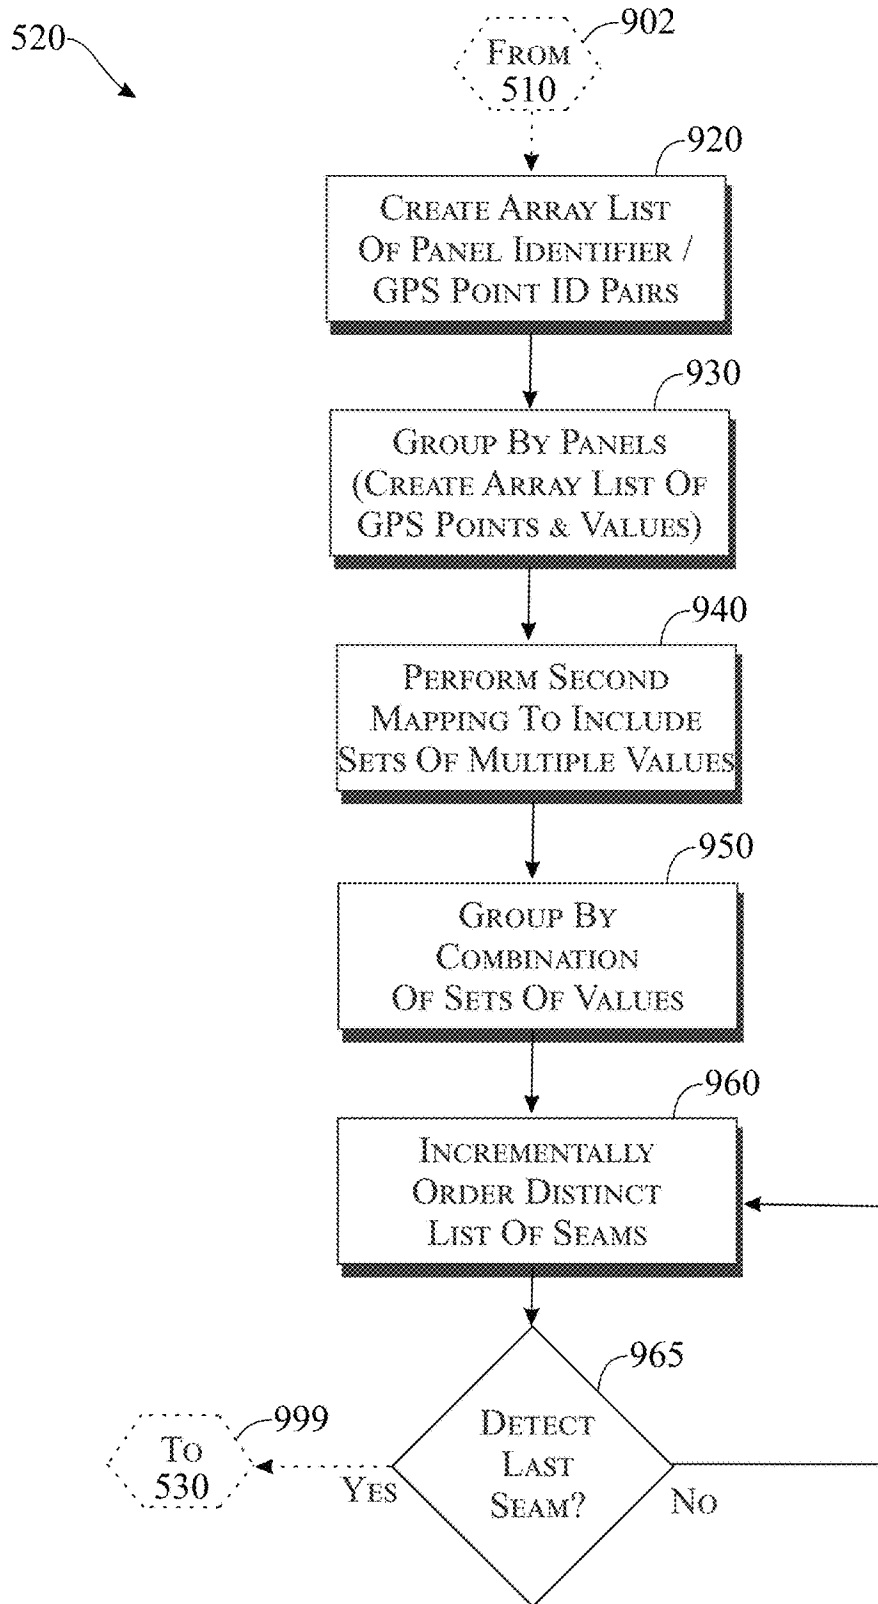 520
902
FROM
510
920
CREATE ARRAY LIST
OF PANEL IDENTIFIER /
GPS POINT ID PAIRS
930
GROUP BY PANELS
(CREATE ARRAY LIST OF
GPS POINTS & VALUES)
940
PERFORM SECOND
MAPPING TO INCLUDE
SETS OF MULTIPLE VALUES
950
GROUP BY
COMBINATION
OF SETS OF VALUES
960
INCREMENTALLY
ORDER DISTINCT
LIST OF SEAMS
965
DETECT
LAST
SEAM?
999
TO
530
YES
NO